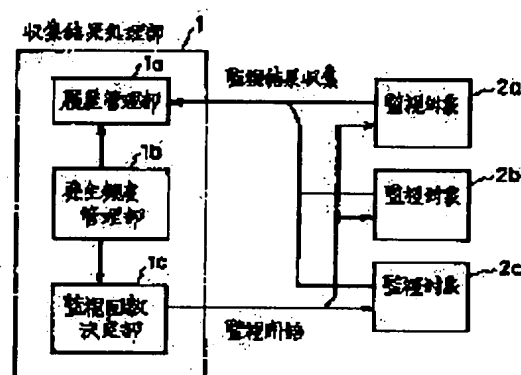 収集結果処理部
1
1a
履歴管理部
監視結果収集
2a
監視対象
1b
発生頻度
管理部
2b
監視対象
1c
監視回数
決定部
2c
監視対象
監視開始